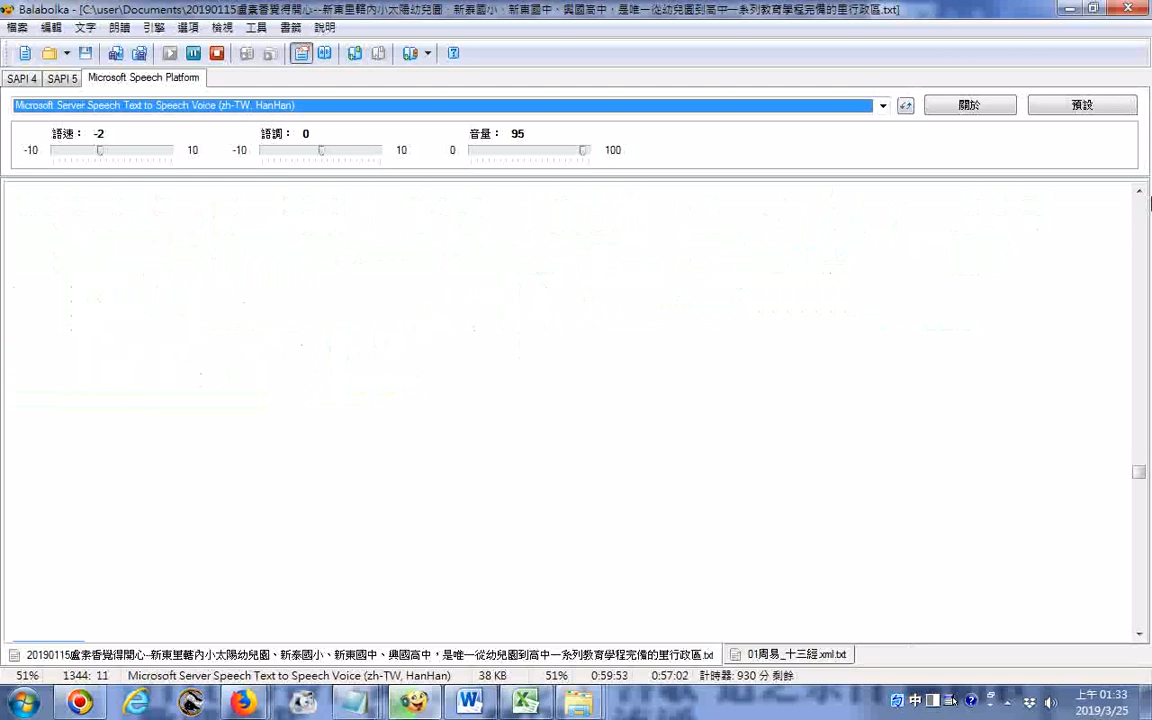 Balabolka - [C:\user\Documents\20190115盧素香覺得開心--新東里轄內小太陽幼兒園、新泰國小、新東國中、興國高中，是唯一從幼兒園到高中一系列教育學程完備的里行政區.txt]
檔案 編輯 文字 朗讀 引擎 選項 檢視 工具 書籤 說明
SAPI 4 SAPI 5 Microsoft Speech Platform
Microsoft Server Speech Text to Speech Voice (zh-TW, HanHan) 關於 預設
語速： -2 語調： 0 音量： 95
-10 10 -10 10 0 100
20190115盧素香覺得開心--新東里轄內小太陽幼兒園、新泰國小、新東國中、興國高中，是唯一從幼兒園到高中一系列教育學程完備的里行政區.txt 01周易_十三經.xml.txt
51% 1344: 11 Microsoft Server Speech Text to Speech Voice (zh-TW, HanHan) 38 KB 51% 0:59:53 0:57:02 計時器: 930 分 剩餘
中 上午 01:33
2019/3/25